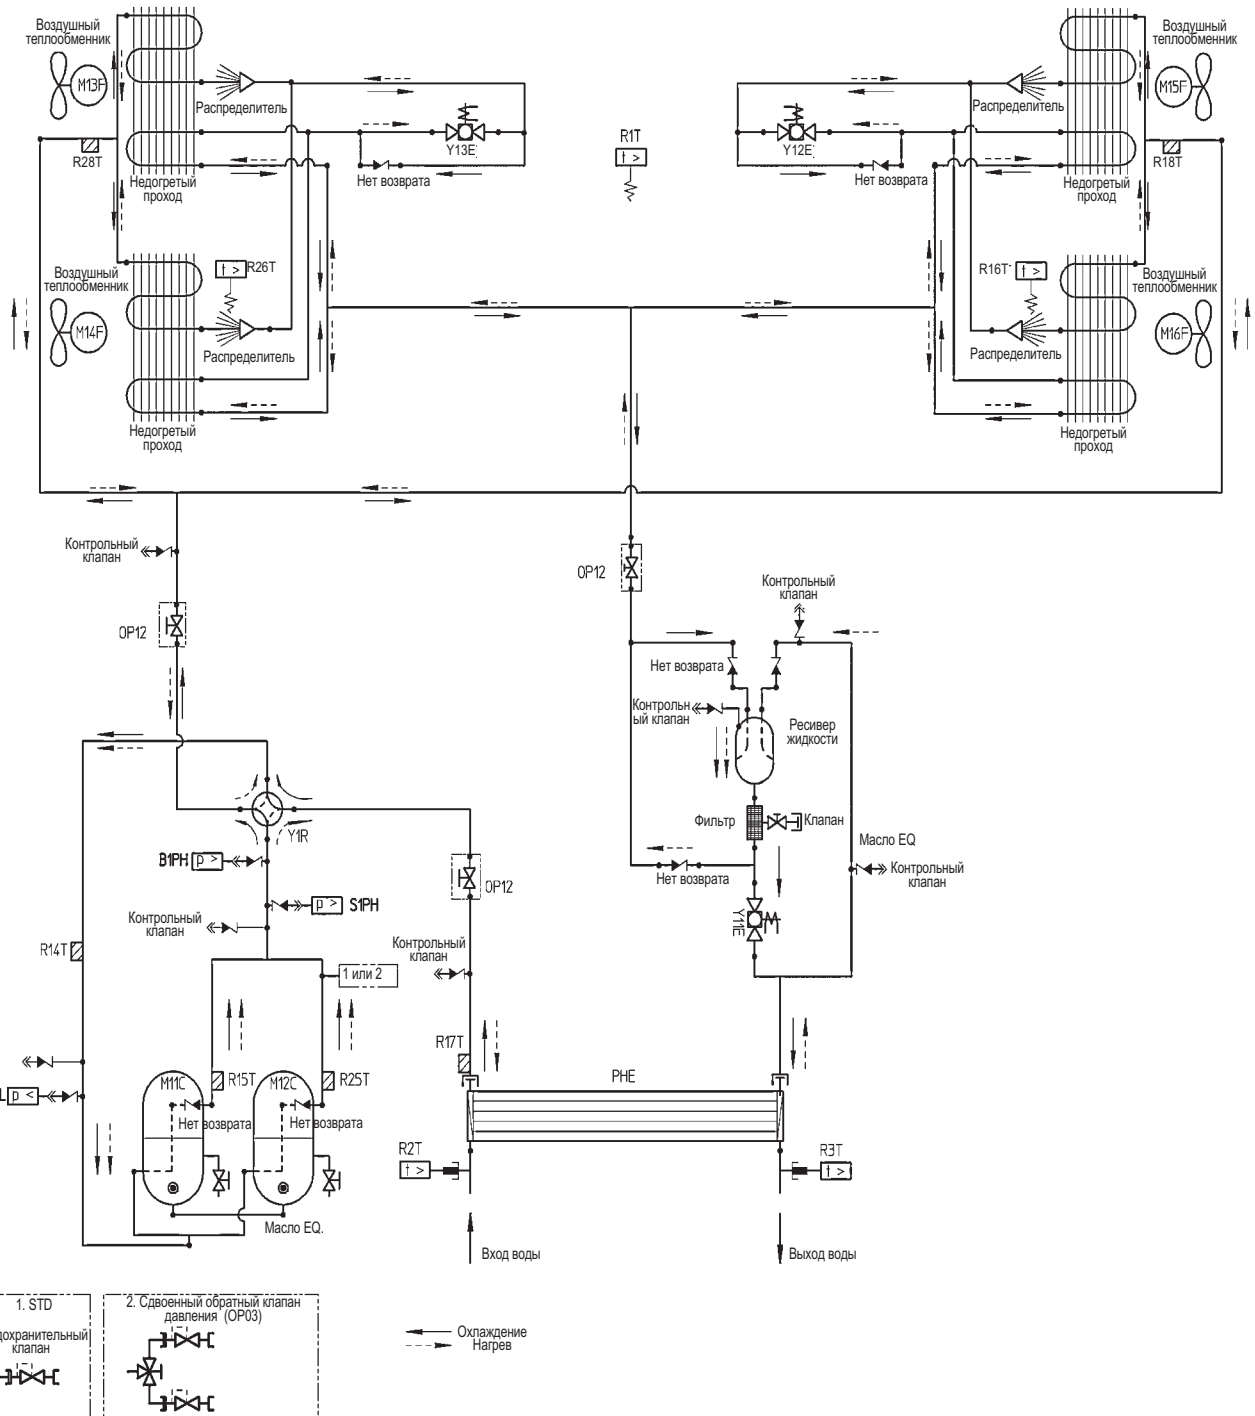 Воздушный
теплообменник
M13F
Распределитель
R28T
Недогретый
проход
Y13E
Нет возврата
R1T
t >
Y12E
Нет возврата
Распределитель
Воздушный
теплообменник
M15F
R18T
Недогретый
проход
Воздушный
теплообменник
t >
R26T
M14F
Распределитель
Недогретый
проход
R16T
t >
Воздушный
теплообменник
M16F
Распределитель
Недогретый
проход
Контрольный
клапан
OP12
OP12
Контрольный
клапан
Нет возврата
Контрольн
ый клапан
Ресивер
жидкости
Фильтр
Клапан
Масло EQ
Контрольный
клапан
Нет возврата
Y11E
M
Y1R
B1PH
p >
p >
S1PH
OP12
Контрольный
клапан
R14T
Контрольный
клапан
1 или 2
R17T
PHE
M11C
R15T
M12C
R25T
Нет возврата
Нет возврата
L
p <
R2T
t >
R3T
t >
Масло EQ.
Вход воды
Выход воды
1. STD
дохранительный
клапан
2. Сдвоенный обратный клапан
давления (OP03)
Охлаждение
Нагрев